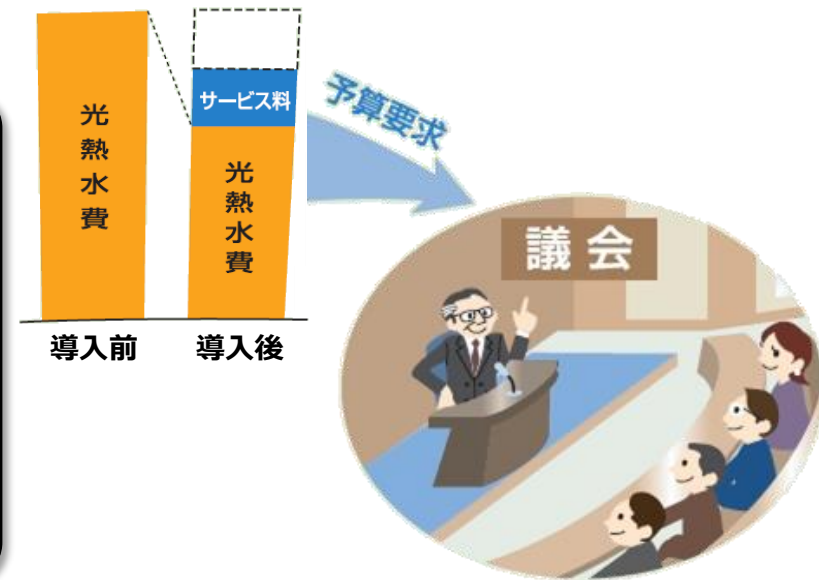 光熱水費
サービス料
光熱水費
導入前
導入後
予算要求
議会